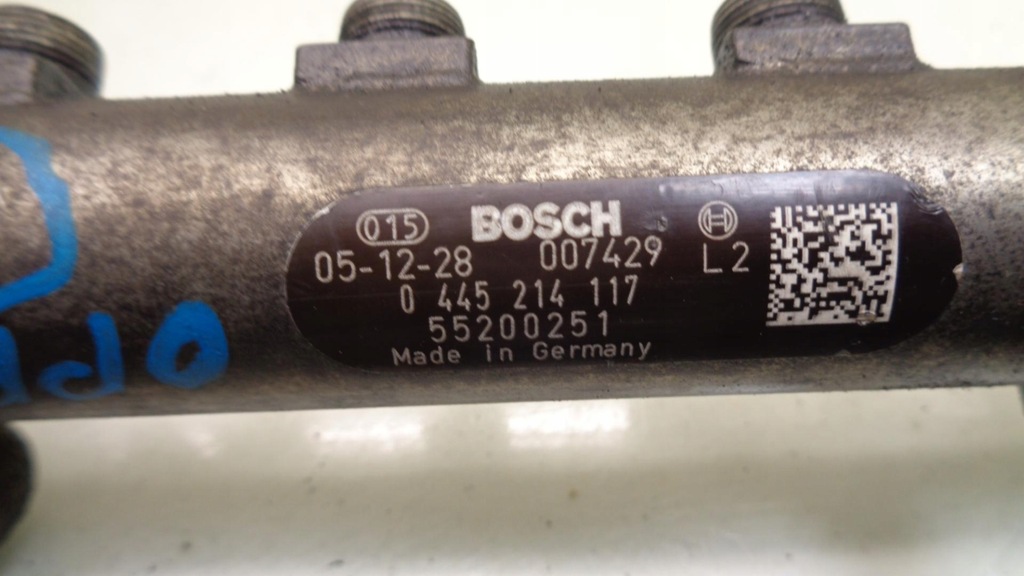 015 BOSCH
05-12-28 007429 L2
0 445 214 117
55200251
Made in Germany